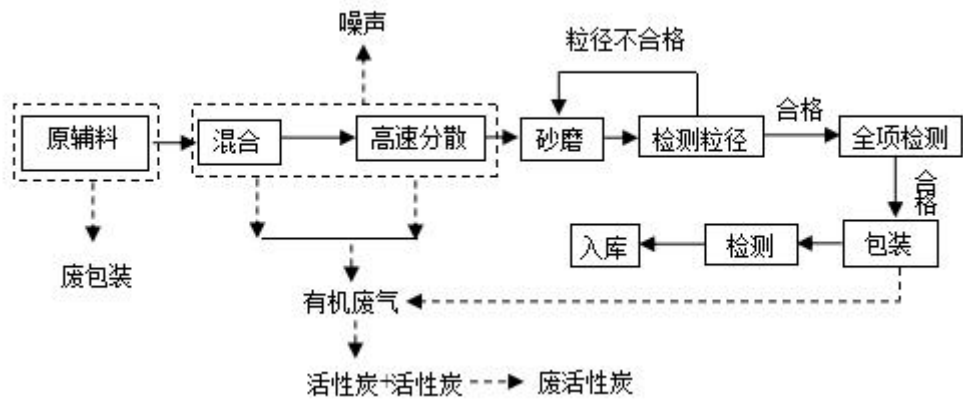 噪声
粒径不合格
原辅料
混合
高速分散
砂磨
检测粒径
合格
全项检测
合格
入库
检测
包装
废包装
有机废气
活性炭+活性炭
废活性炭